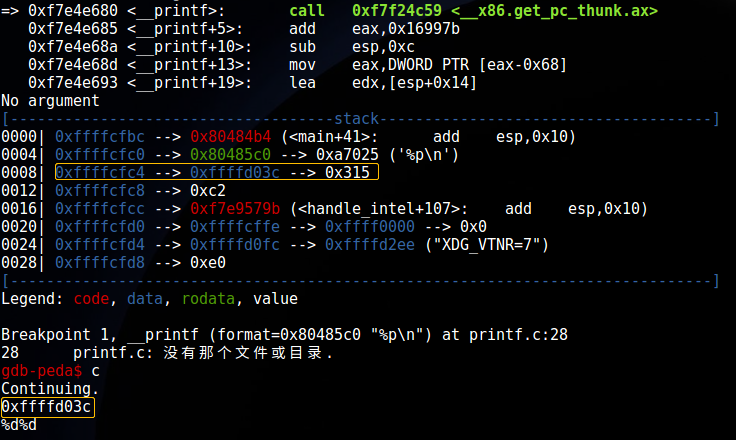 => 0xf7e4e680 <__printf>:       call   0xf7f24c59 <__x86.get_pc_thunk.ax>
   0xf7e4e685 <__printf+5>:     add    eax,0x16997b
   0xf7e4e68a <__printf+10>:    sub    esp,0xc
   0xf7e4e68d <__printf+13>:    mov    eax,DWORD PTR [eax-0x68]
   0xf7e4e693 <__printf+19>:    lea    edx,[esp+0x14]
No argument
[------------------------------------stack-------------------------------------]
0000| 0xffffcfbc --> 0x80484b4 (<main+41>:      add    esp,0x10)
0004| 0xffffcfc0 --> 0x80485c0 --> 0xa7025 ('%p\n')
0008| 0xffffcfc4 --> 0xffffd03c --> 0x315
0012| 0xffffcfc8 --> 0xc2
0016| 0xffffcfcc --> 0xf7e9579b (<handle_intel+107>:    add    esp,0x10)
0020| 0xffffcfd0 --> 0xffffcffe --> 0xffff0000 --> 0x0
0024| 0xffffcfd4 --> 0xffffd0fc --> 0xffffd2ee ("XDG_VTNR=7")
0028| 0xffffcfd8 --> 0xe0
[------------------------------------------------------------------------------]
Legend: code, data, rodata, value
Breakpoint 1, __printf (format=0x80485c0 "%p\n") at printf.c:28
28      printf.c: 没有那个文件或目录.
gdb-peda$ c
Continuing.
0xffffd03c
%d%d